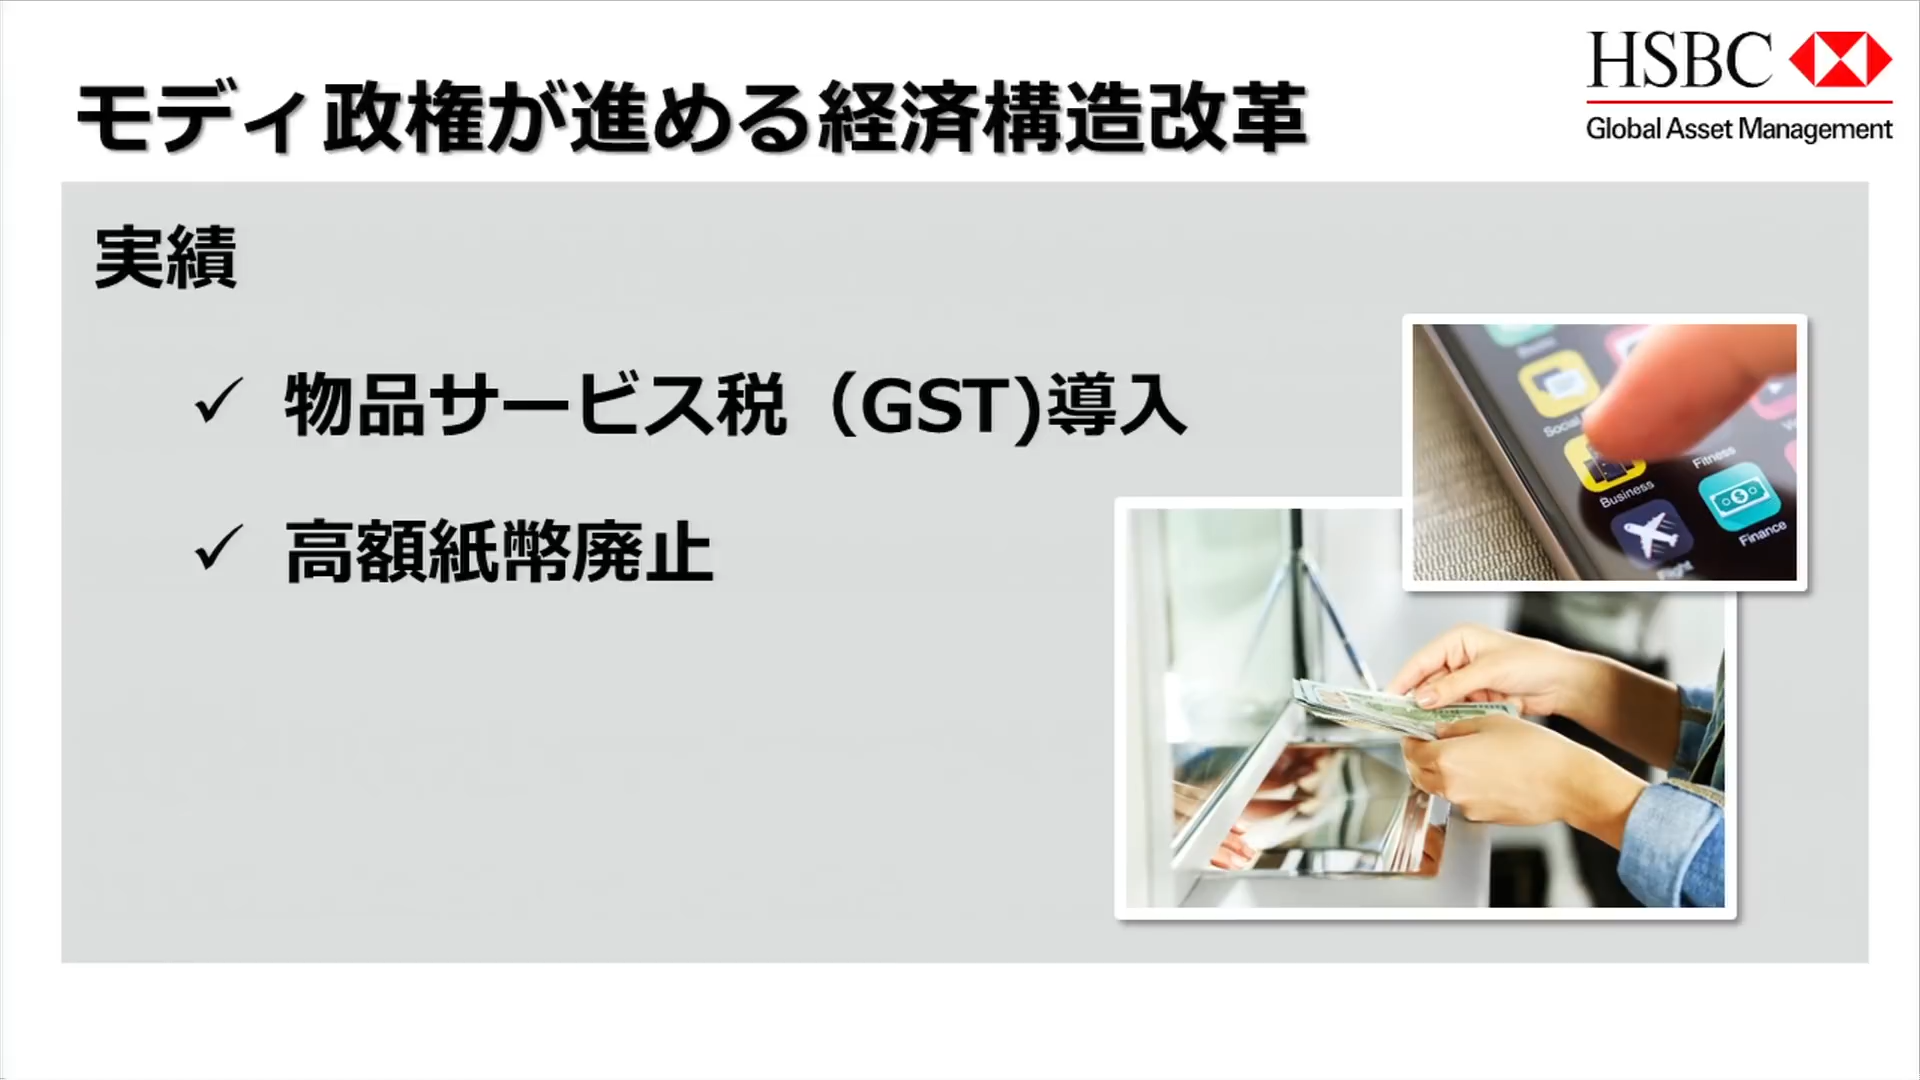 モディ政権が進める経済構造改革
HSBC
Global Asset Management
実績
✓ 物品サービス税（GST)導入
✓ 高額紙幣廃止
Social
Business
Fitness
Finance
Flight